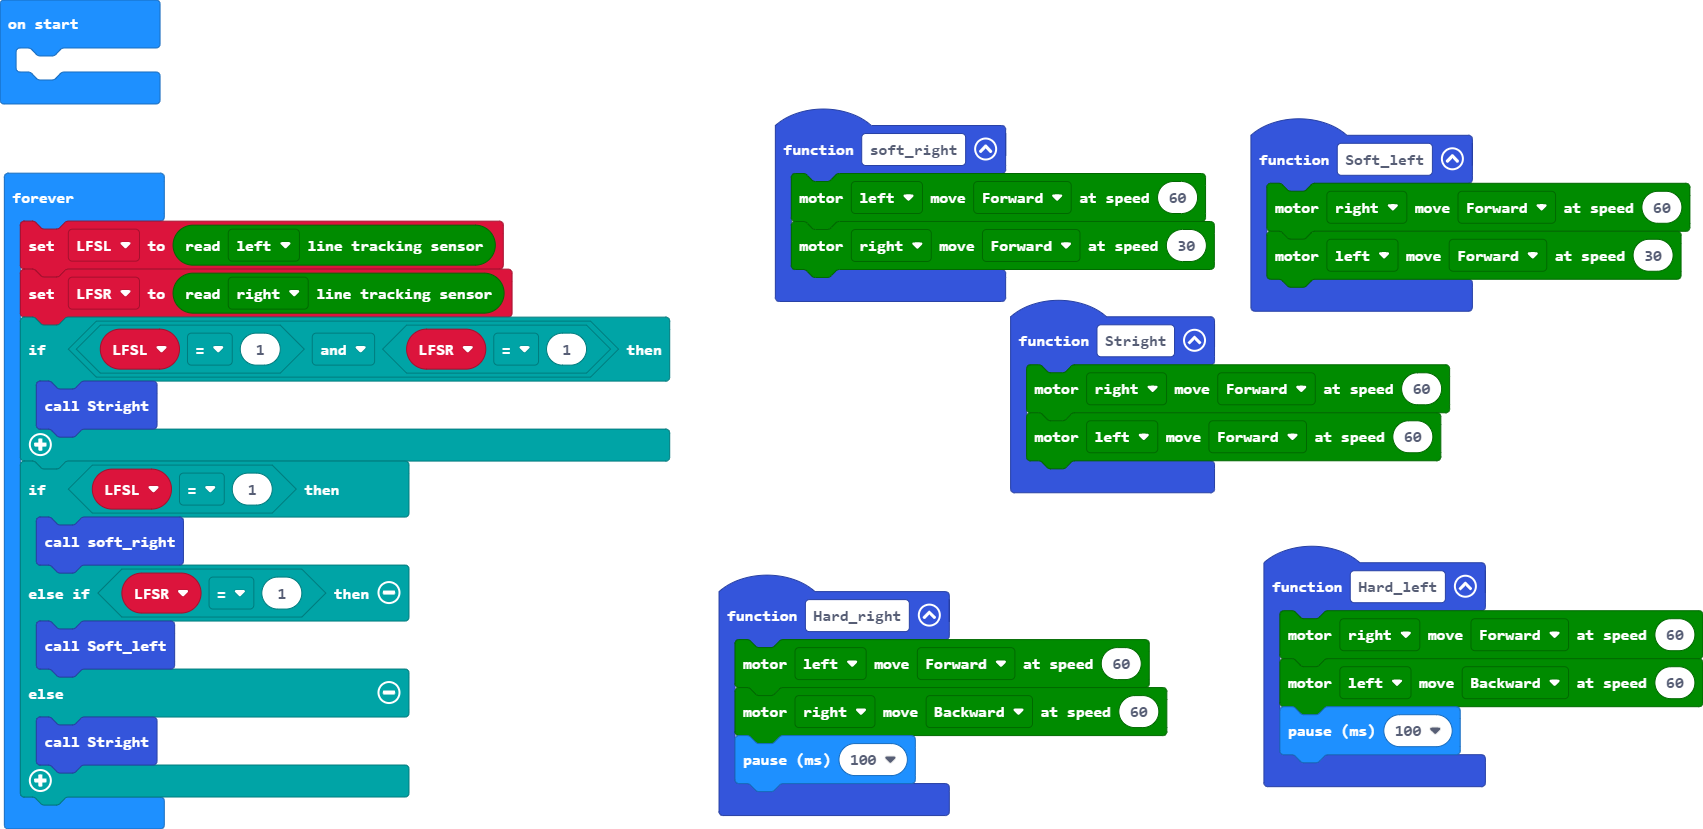 on start
forever
set LFSL to read left line tracking sensor
set LFSR to read right line tracking sensor
if LFSL = 1 and LFSR = 1 then
call Stright
if LFSL = 1 then
call soft_right
else if LFSR = 1 then
call Soft_left
else
call Stright
function soft_right
motor left move Forward at speed 60
motor right move Forward at speed 30
function Soft_left
motor right move Forward at speed 60
motor left move Forward at speed 30
function Stright
motor right move Forward at speed 60
motor left move Forward at speed 60
function Hard_right
motor left move Forward at speed 60
motor right move Backward at speed 60
pause (ms) 100
function Hard_left
motor right move Forward at speed 60
motor left move Backward at speed 60
pause (ms) 100